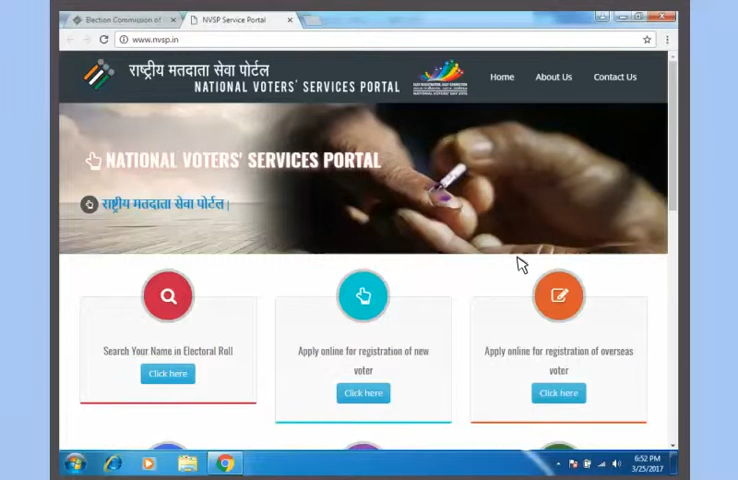 Election Commission of
NVSP Service Portal
www.nvsp.in
राष्ट्रीय मतदाता सेवा पोर्टल
NATIONAL VOTERS' SERVICES PORTAL
Home
About Us
Contact Us
NATIONAL VOTERS' SERVICES PORTAL
राष्ट्रीय मतदाता सेवा पोर्टल|
Search Your Name in Electoral Roll
Click here
Apply online for registration of new
voter
Click here
Apply online for registration of overseas
voter
Click here
6:52 PM
3/25/2017